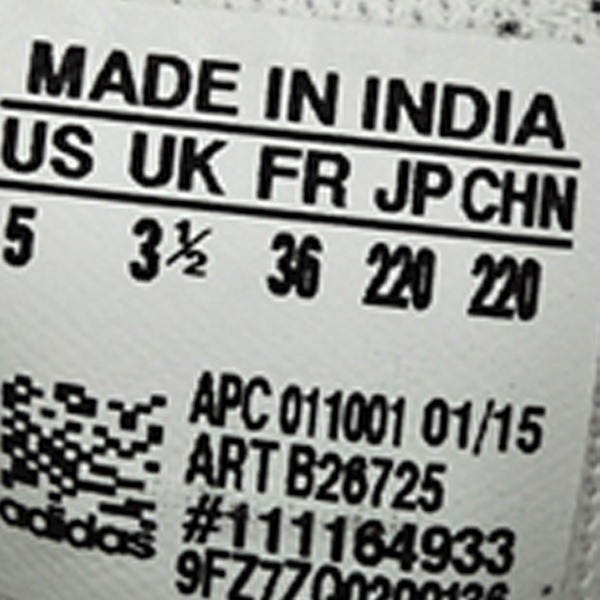 MADE IN INDIA
US UK FR JP CHN
5 3½ 36 220 220
APC 011001 01/15
ART B26725
#111164933
adidas